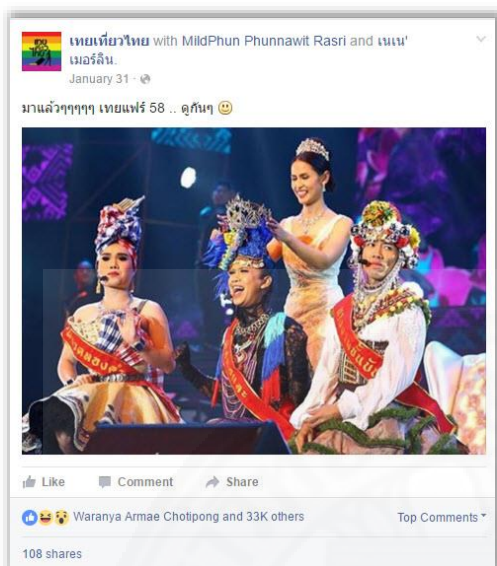 เทยเที่ยวไทย with MildPhun Phunnawit Rasri and เนเน'
เมอร์ลิน.
January 31
มาแล้วๆๆๆๆๆ เทยแฟร์ 58 .. ดูกันๆ
Like Comment Share
Waranya Armae Chotipong and 33K others Top Comments
108 shares